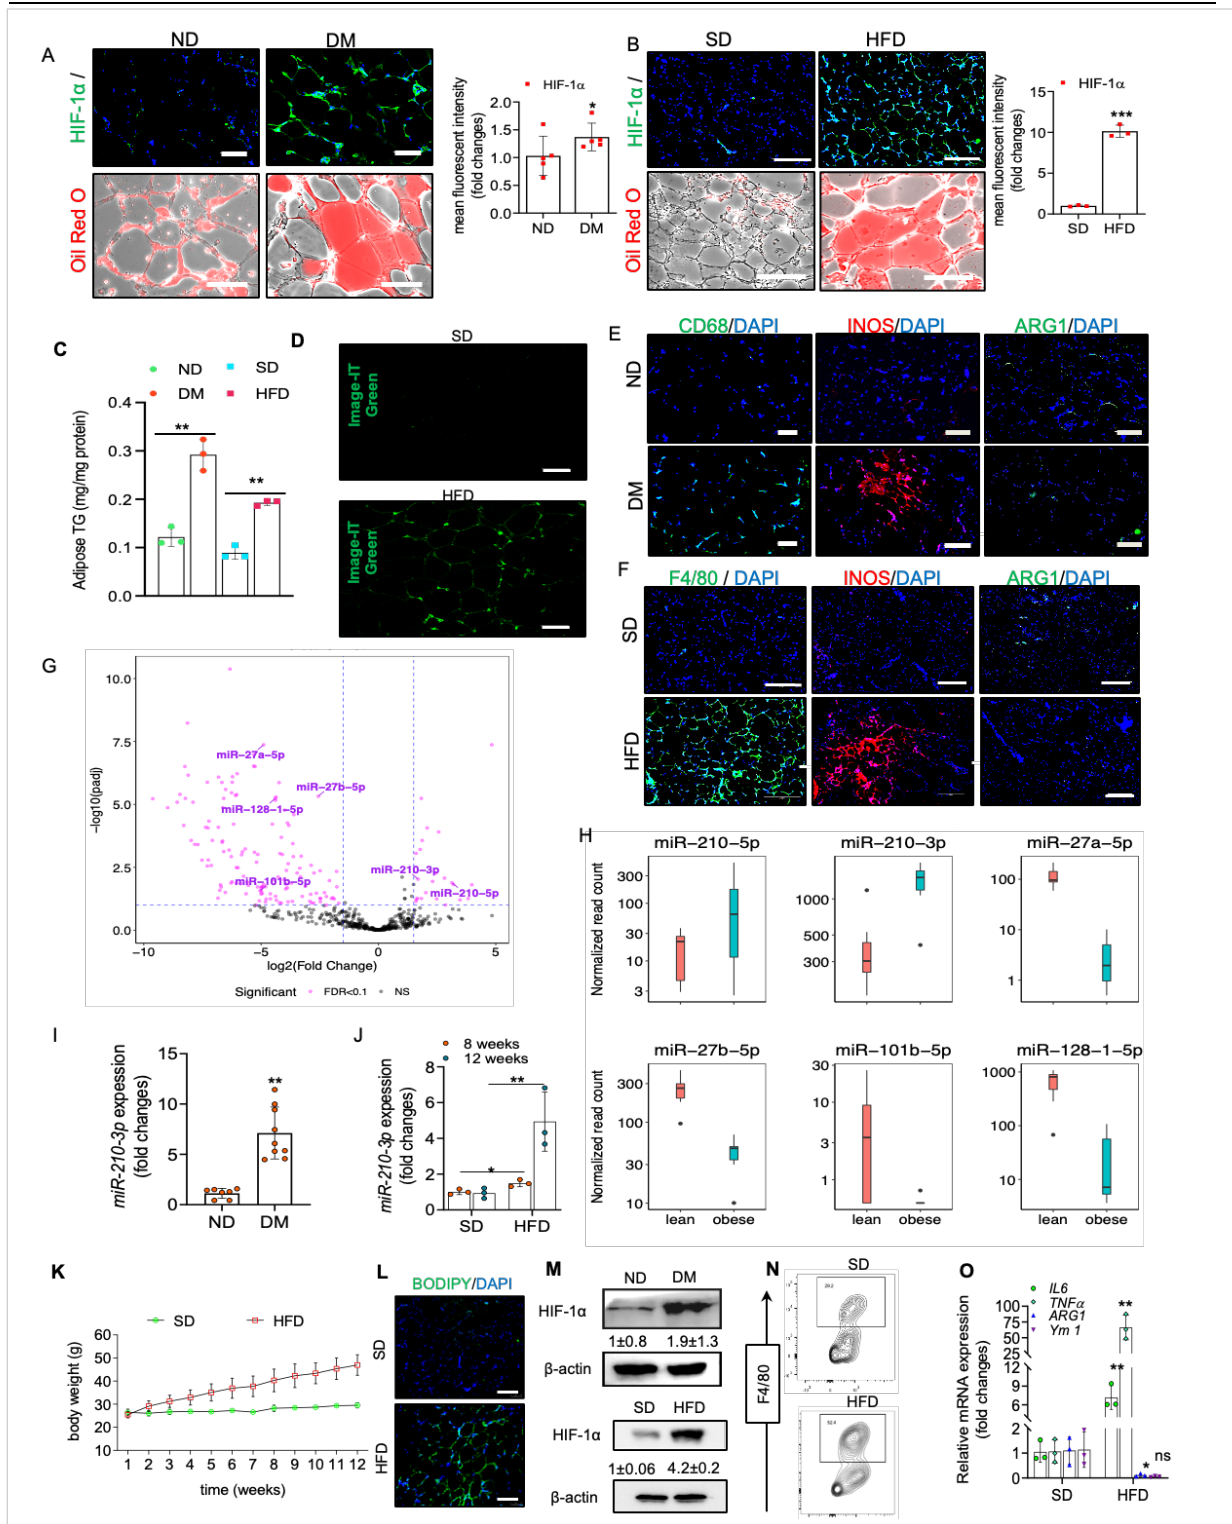 A
ND
DM
HIF-1α /
Oil Red O
mean fluorescent intensity
(fold changes)
HIF-1α
2.0
1.5
1.0
0.5
0.0
*
ND
DM
B
SD
HFD
HIF-1α /
Oil Red O
mean fluorescent intensity
(fold changes)
HIF-1α
15
10
5
0
***
SD
HFD
C
ND
SD
DM
HFD
Adipose TG (mg/mg protein)
0.4
0.3
0.2
0.1
0.0
**
**
D
SD
Image-IT
Green
HFD
Image-IT
Green
E
CD68/DAPI
INOS/DAPI
ARG1/DAPI
ND
DM
F
F4/80 / DAPI
INOS/DAPI
ARG1/DAPI
SD
HFD
G
−log10(padj)
10.0
7.5
5.0
2.5
0.0
miR−27a−5p
miR−27b−5p
miR−128−1−5p
miR−101b−5p
miR−210−3p
miR−210−5p
−10
−5
0
5
log2(Fold Change)
Significant
FDR<0.1
NS
H
miR−210−5p
miR−210−3p
miR−27a−5p
Normalized read count
300
100
30
10
3
1000
500
300
100
10
1
miR−27b−5p
miR−101b−5p
miR−128−1−5p
Normalized read count
300
100
30
10
10
3
1
1000
100
10
lean
obese
lean
obese
lean
obese
I
miR-210-3p expession
(fold changes)
15
10
5
0
**
ND
DM
J
8 weeks
12 weeks
miR-210-3p expession
(fold changes)
8
6
4
2
0
*
**
SD
HFD
K
SD
HFD
body weight (g)
60
50
40
30
20
10
1 2 3 4 5 6 7 8 9 10 11 12
time (weeks)
L
BODIPY/DAPI
SD
HFD
M
ND
DM
HIF-1α
1±0.8
1.9±1.3
β-actin
SD
HFD
HIF-1α
1±0.06
4.2±0.2
β-actin
N
SD
F4/80
HFD
O
IL6
TNFα
ARG1
Ym 1
Relative mRNA expression
(fold changes)
100
75
50
25
12
9
6
3
2
1
0
**
**
*
ns
SD
HFD